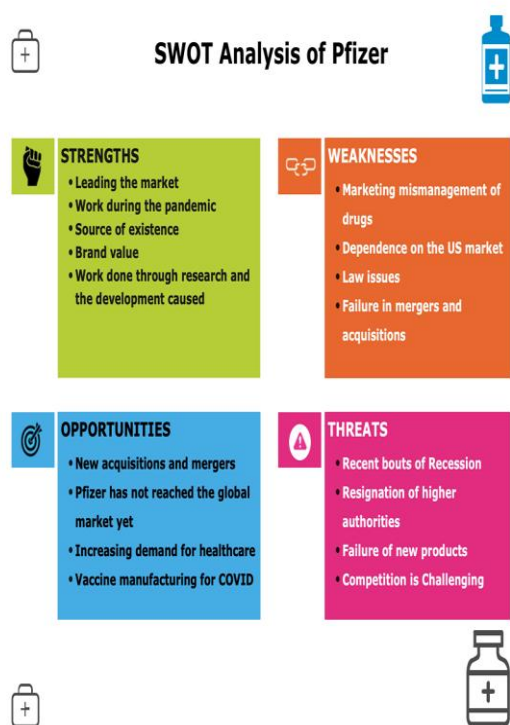 SWOT Analysis of Pfizer
STRENGTHS
• Leading the market
• Work during the pandemic
• Source of existence
• Brand value
• Work done through research and
the development caused
WEAKNESSES
• Marketing mismanagement of
drugs
• Dependence on the US market
• Law issues
• Failure in mergers and
acquisitions
OPPORTUNITIES
• New acquisitions and mergers
• Pfizer has not reached the global
market yet
• Increasing demand for healthcare
• Vaccine manufacturing for COVID
THREATS
• Recent bouts of Recession
• Resignation of higher
authorities
• Failure of new products
• Competition is Challenging